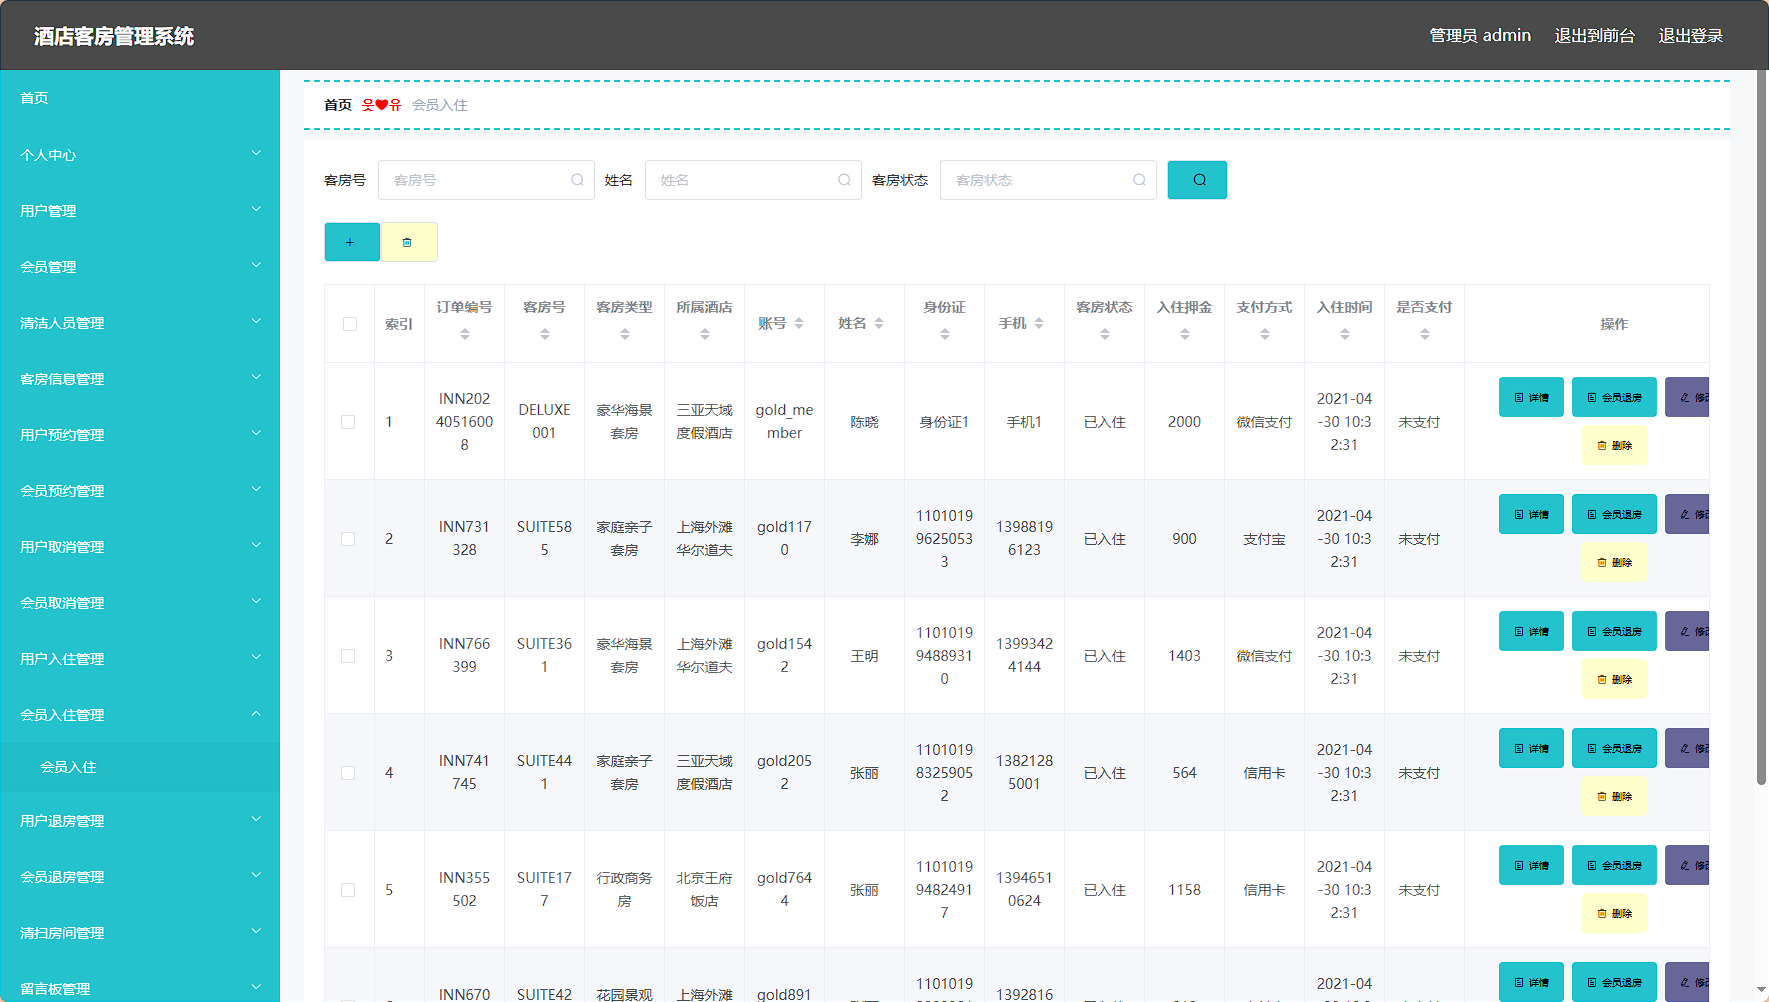 酒店客房管理系统
管理员 admin 退出到前台 退出登录
首页
个人中心
用户管理
会员管理
清洁人员管理
客房信息管理
用户预约管理
会员预约管理
用户取消管理
会员取消管理
用户入住管理
会员入住管理
会员入住
用户退房管理
会员退房管理
清扫房间管理
留言板管理
首页 웃❤유 会员入住
客房号 客房号 姓名 姓名 客房状态 客房状态
索引 订单编号 客房号 客房类型 所属酒店 账号 姓名 身份证 手机 客房状态 入住押金 支付方式 入住时间 是否支付 操作
1 INN20240516008 DELUXE001 豪华海景套房 三亚天域度假酒店 gold_member 陈晓 身份证1 手机1 已入住 2000 微信支付 2021-04-30 10:32:31 未支付 详情 会员退房 修改 删除
2 INN731328 SUITE585 家庭亲子套房 上海外滩华尔道夫 gold1170 李娜 11010196250533 13988196123 已入住 900 支付宝 2021-04-30 10:32:31 未支付 详情 会员退房 修改 删除
3 INN766399 SUITE361 豪华海景套房 上海外滩华尔道夫 gold1542 王明 11010194889310 13993424144 已入住 1403 微信支付 2021-04-30 10:32:31 未支付 详情 会员退房 修改 删除
4 INN741745 SUITE441 家庭亲子套房 三亚天域度假酒店 gold2052 张丽 110101983259052 13821285001 已入住 564 信用卡 2021-04-30 10:32:31 未支付 详情 会员退房 修改 删除
5 INN355502 SUITE177 行政商务房 北京王府饭店 gold7644 张丽 110101994824917 13946510624 已入住 1158 信用卡 2021-04-30 10:32:31 未支付 详情 会员退房 修改 删除
INN670 SUITE42 花园景观 上海外滩 gold891 1101019 1392816 2021-04 详情 会员退房 修改